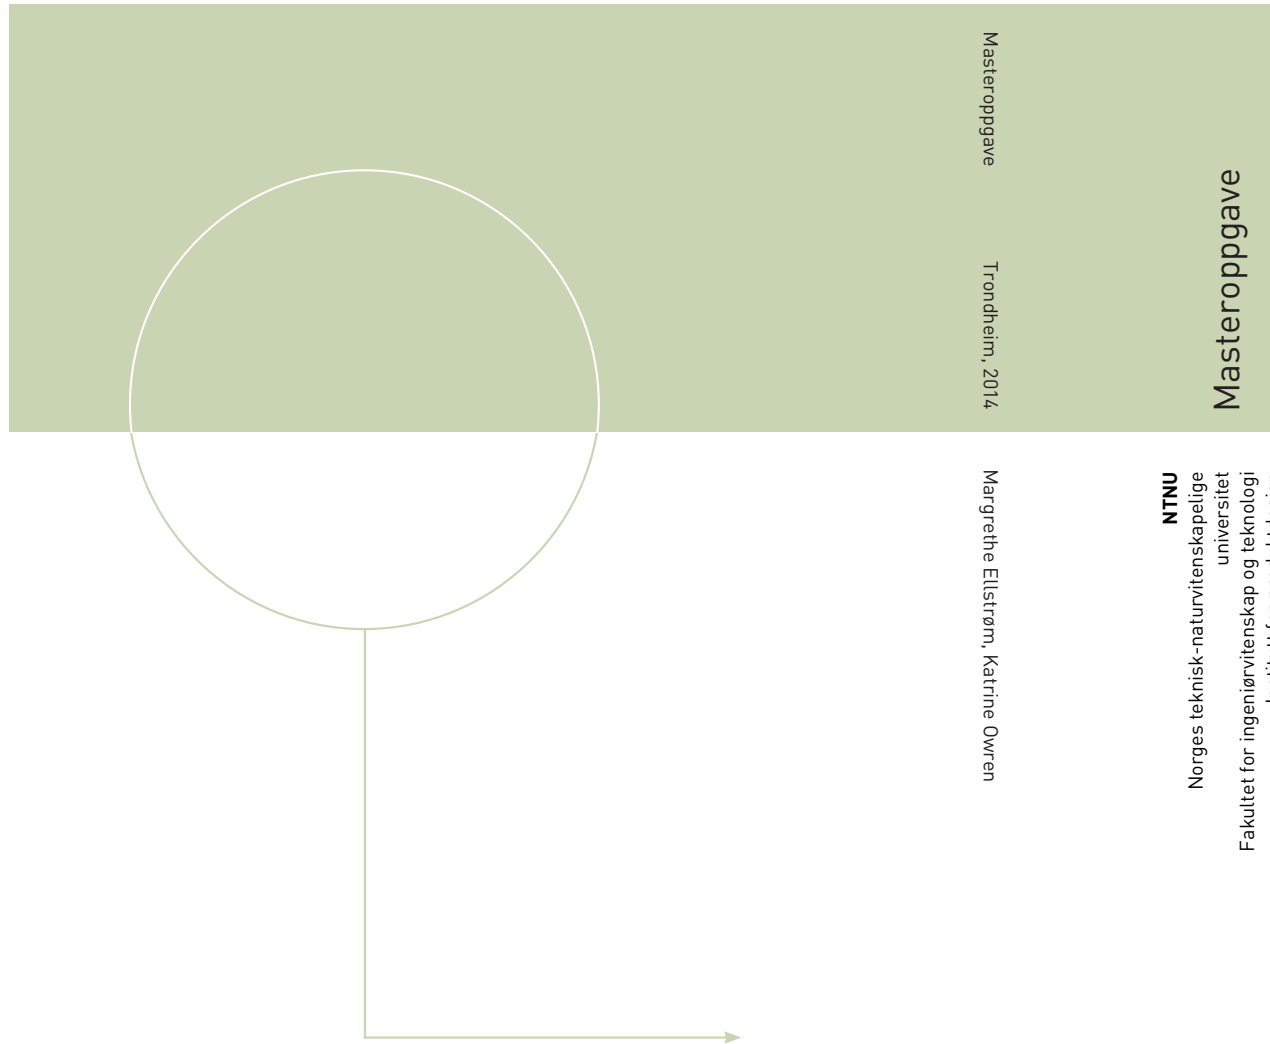 Masteroppgave
Trondheim, 2014
Margrethe Ellstrøm, Katrine Owren
Masteroppgave
NTNU
Norges teknisk-naturvitenskapelige
universitet
Fakultet for ingeniørvitenskap og teknologi